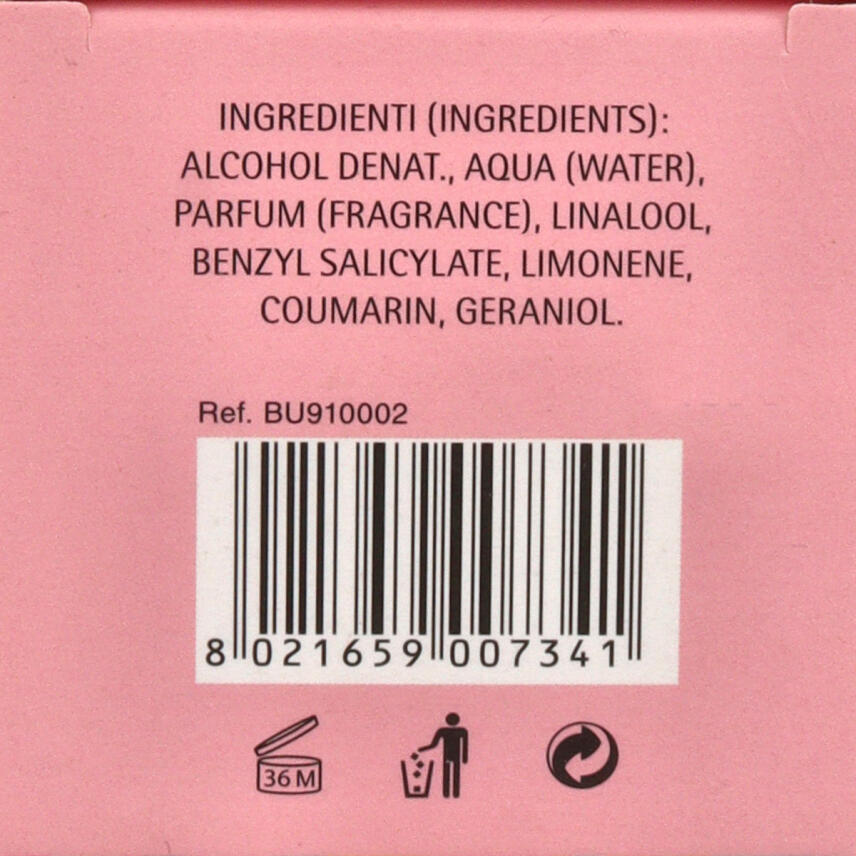 INGREDIENTI (INGREDIENTS):
ALCOHOL DENAT., AQUA (WATER),
PARFUM (FRAGRANCE), LINALOOL,
BENZYL SALICYLATE, LIMONENE,
COUMARIN, GERANIOL.
Ref. BU910002
8 021659 007341
36 M